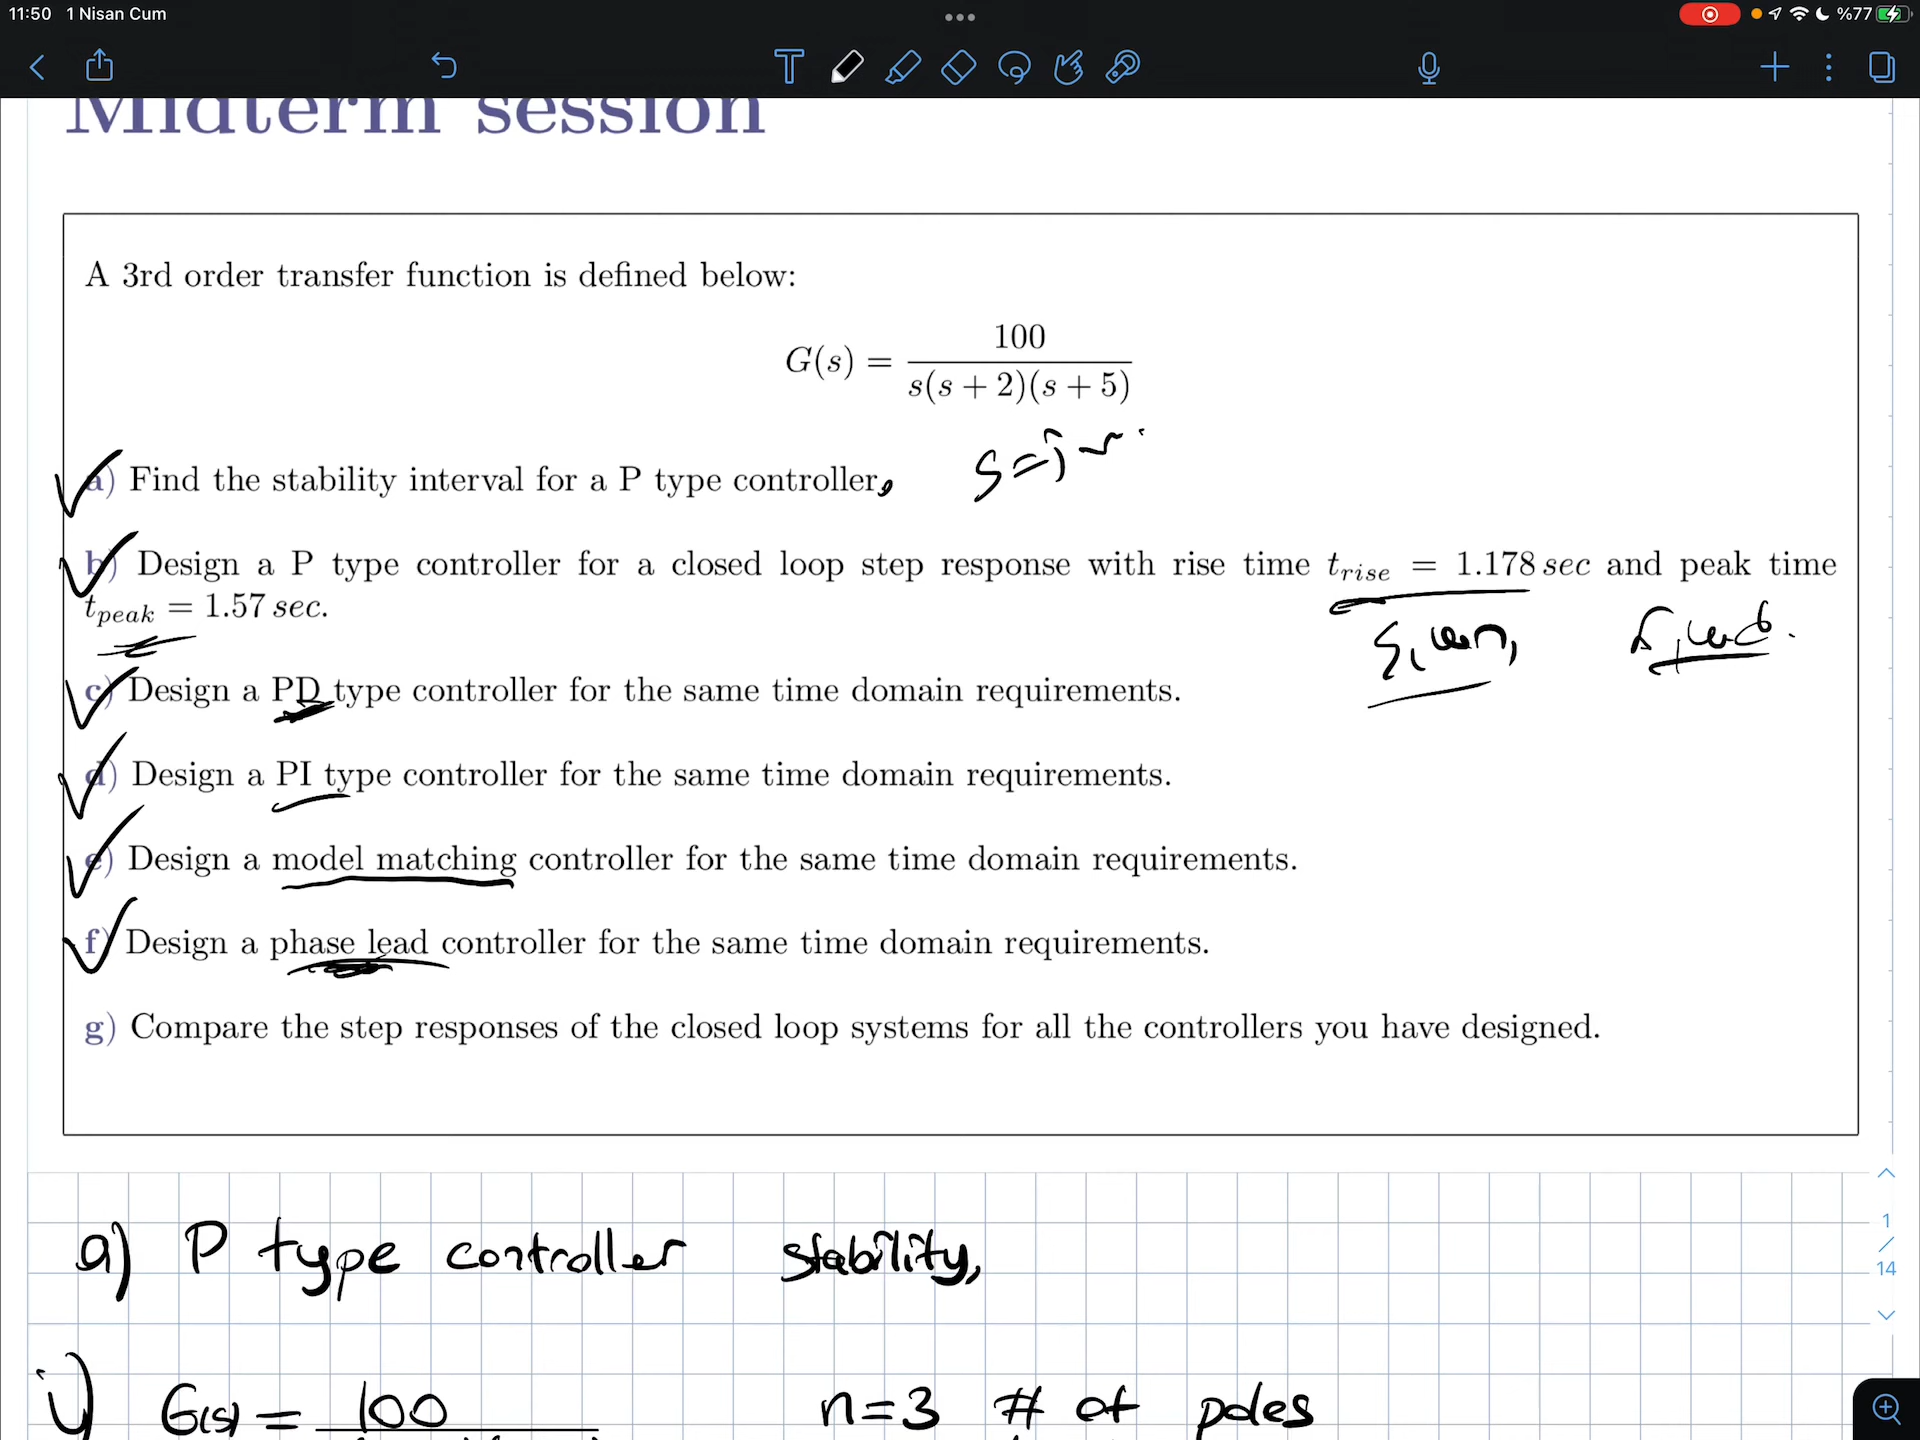 11:50 1 Nisan Cum
%77
Midterm session
A 3rd order transfer function is defined below:
G(s) = 100 / s(s + 2)(s + 5)
s=j
a) Find the stability interval for a P type controller,
b) Design a P type controller for a closed loop step response with rise time t_rise = 1.178 sec and peak time
t_peak = 1.57 sec.
c) Design a PD type controller for the same time domain requirements.
d) Design a PI type controller for the same time domain requirements.
e) Design a model matching controller for the same time domain requirements.
f) Design a phase lead controller for the same time domain requirements.
g) Compare the step responses of the closed loop systems for all the controllers you have designed.
1
/
14
a) P type controller stability,
i) G(s) = 100 n=3 # of poles